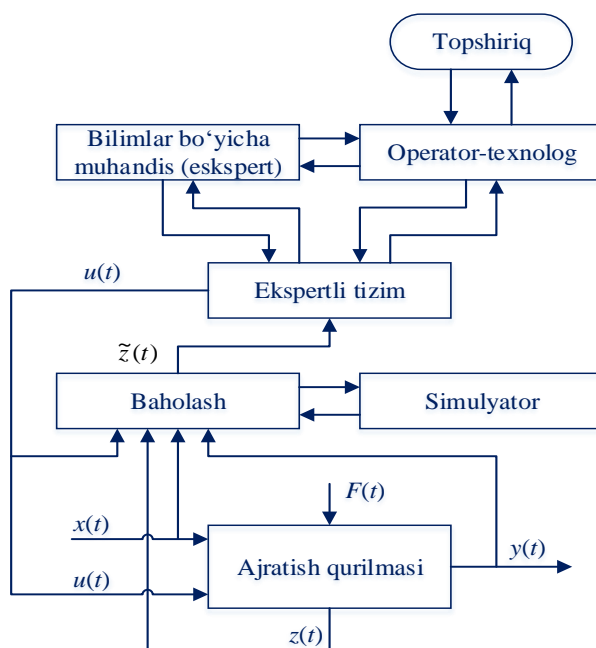 Topshiriq
Bilimlar bo‘yicha
muhandis (eskspert)
Operator-texnolog
u(t)
Ekspertli tizim
z̃(t)
Baholash
Simulyator
F(t)
x(t)
Ajratish qurilmasi
y(t)
u(t)
z(t)